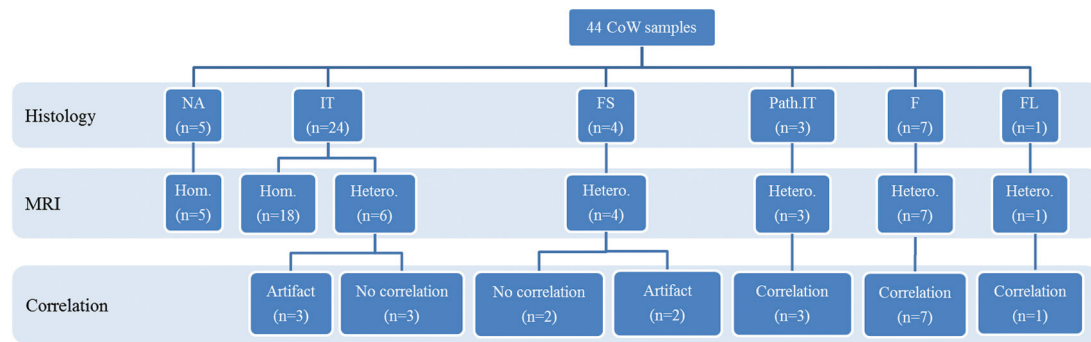 44 CoW samples
Histology
NA
(n=5)
IT
(n=24)
FS
(n=4)
Path.IT
(n=3)
F
(n=7)
FL
(n=1)
MRI
Hom.
(n=5)
Hom.
(n=18)
Hetero.
(n=6)
Hetero.
(n=4)
Hetero.
(n=3)
Hetero.
(n=7)
Hetero.
(n=1)
Correlation
Artifact
(n=3)
No correlation
(n=3)
No correlation
(n=2)
Artifact
(n=2)
Correlation
(n=3)
Correlation
(n=7)
Correlation
(n=1)